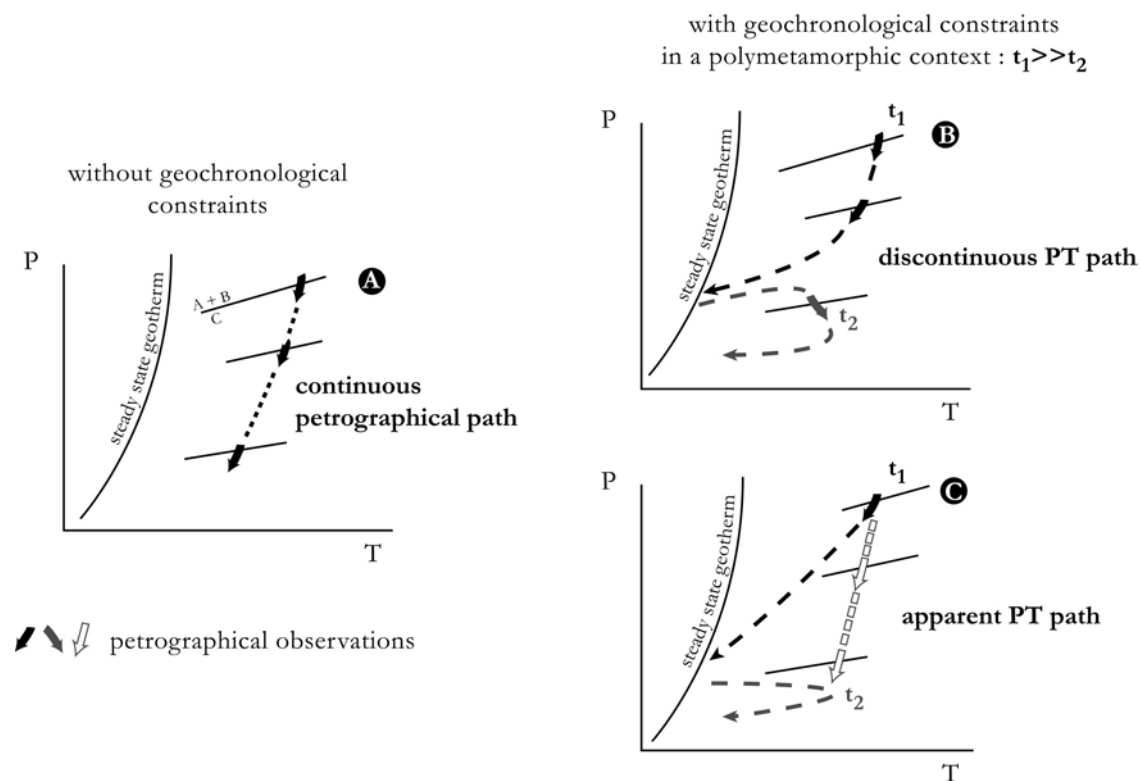 without geochronological
constraints
P
steady state geotherm
A + B
C
A
continuous
petrographical path
T
petrographical observations
with geochronological constraints
in a polymetamorphic context : t1>>t2
P
steady state geotherm
t1
B
discontinuous PT path
t2
T
P
steady state geotherm
t1
C
apparent PT path
t2
T